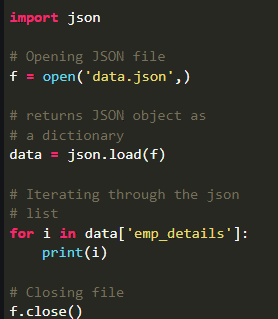 import json
# Opening JSON file
f = open('data.json',)
# returns JSON object as
# a dictionary
data = json.load(f)
# Iterating through the json
# list
for i in data['emp_details']:
    print(i)
# Closing file
f.close()